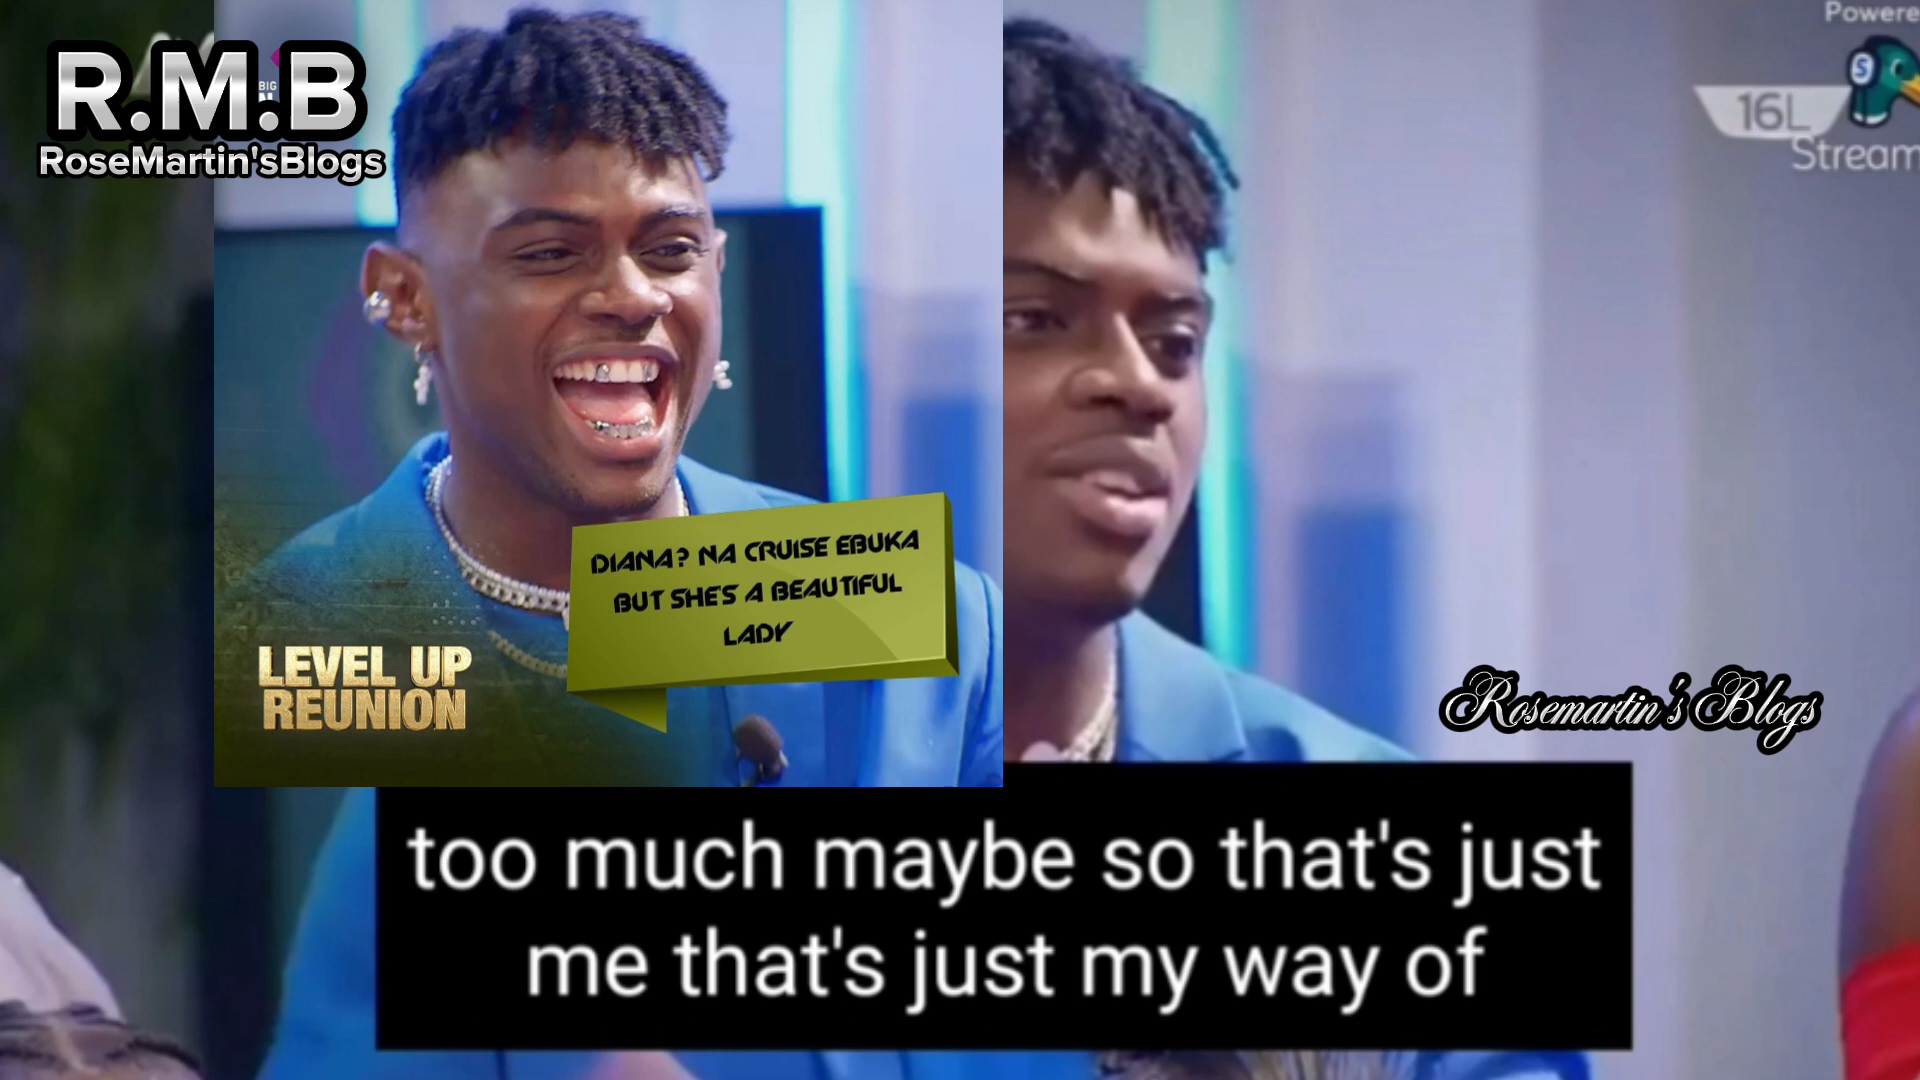 R.M.B
BIG
RoseMartin'sBlogs
Powere
S
16L
Stream
DIANA? NA CRUISE EBUKA
BUT SHE'S A BEAUTIFUL
LADY
LEVEL UP
REUNION
Rosemartin's Blogs
too much maybe so that's just
me that's just my way of